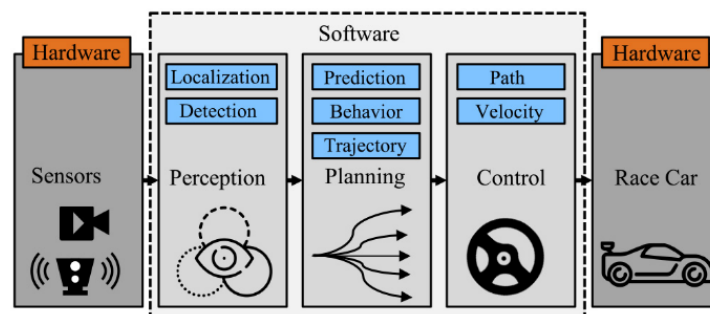 Software
Hardware
Sensors
Localization
Detection
Perception
Prediction
Behavior
Trajectory
Planning
Path
Velocity
Control
Hardware
Race Car